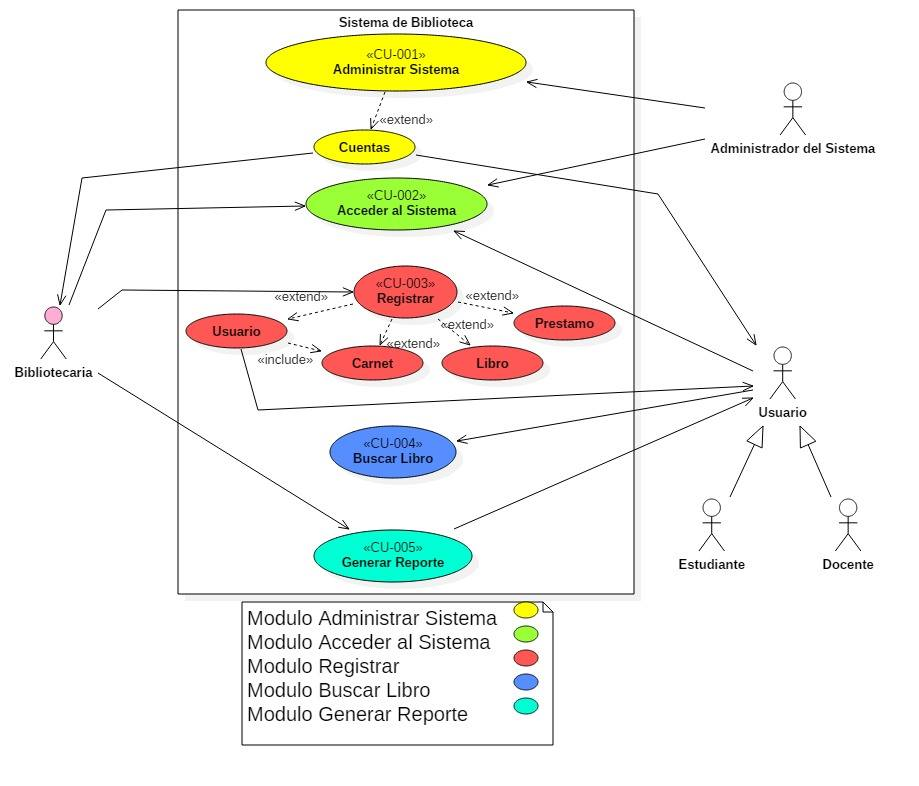 Sistema de Biblioteca
«CU-001»
Administrar Sistema
«extend»
Cuentas
Administrador del Sistema
«CU-002»
Acceder al Sistema
«CU-003»
Registrar
«extend»
«extend»
Usuario
«extend»
Prestamo
«extend»
«include»
Carnet
Libro
Bibliotecaria
Usuario
«CU-004»
Buscar Libro
«CU-005»
Generar Reporte
Estudiante
Docente
Modulo Administrar Sistema
Modulo Acceder al Sistema
Modulo Registrar
Modulo Buscar Libro
Modulo Generar Reporte